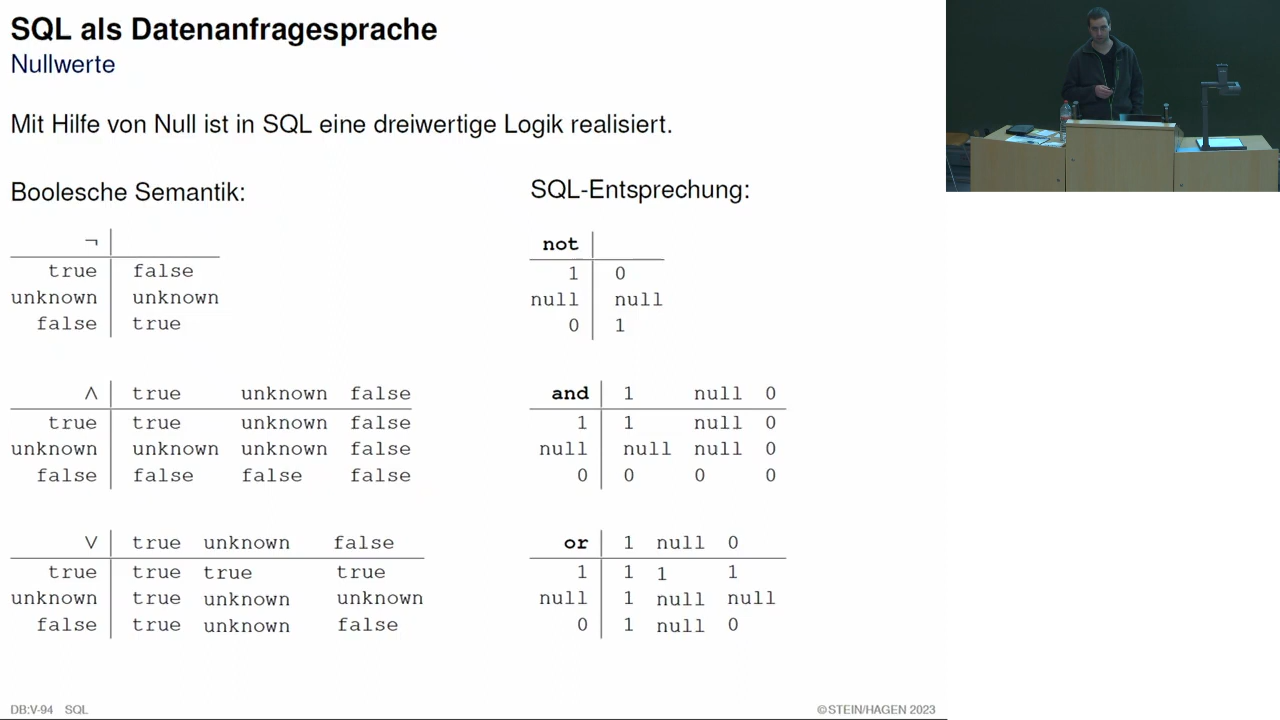 SQL als Datenanfragesprache
Nullwerte
Mit Hilfe von Null ist in SQL eine dreiwertige Logik realisiert.
Boolesche Semantik:
¬
true false
unknown unknown
false true
∧ true unknown false
true true unknown false
unknown unknown unknown false
false false false false
∨ true unknown false
true true true true
unknown true unknown unknown
false true unknown false
SQL-Entsprechung:
not
1 0
null null
0 1
and 1 null 0
1 1 null 0
null null null 0
0 0 0 0
or 1 null 0
1 1 1 1
null 1 null null
0 1 null 0
DB:V-94 SQL
©STEIN/HAGEN 2023